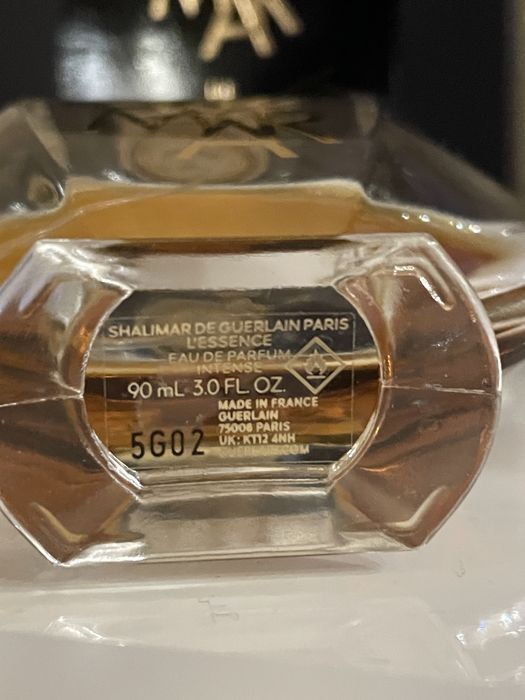 SHALIMAR DE GUERLAIN PARIS
L'ESSENCE
EAU DE PARFUM
INTENSE
90 mL 3.0 FL. OZ.
MADE IN FRANCE
GUERLAIN
75008 PARIS
UK: KT12 4NH
5G02